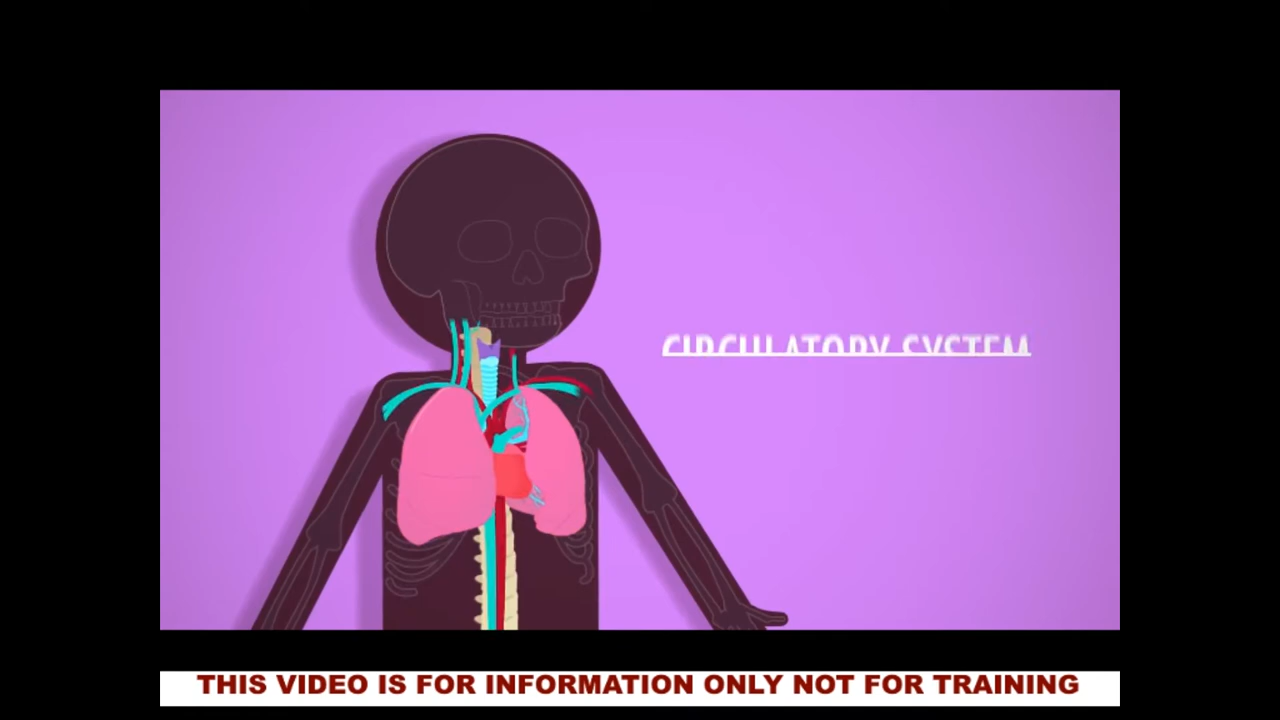 CIRCULATORY SYSTEM
THIS VIDEO IS FOR INFORMATION ONLY NOT FOR TRAINING